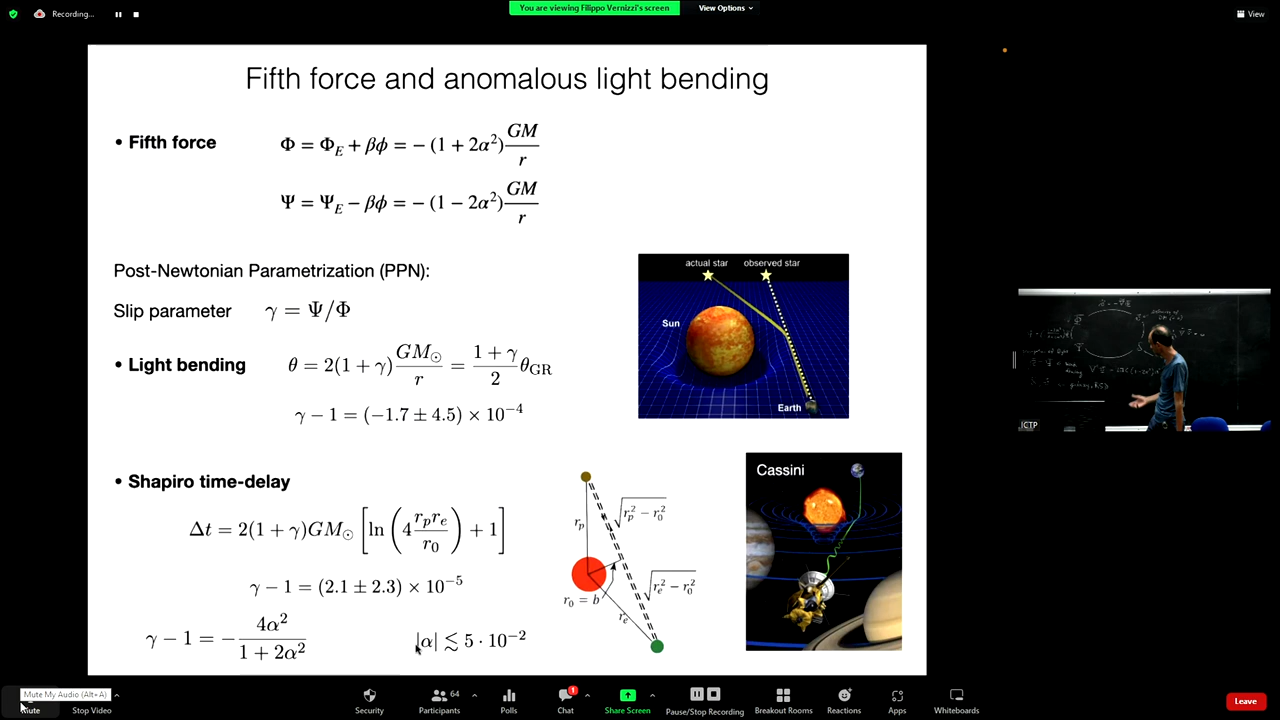 Recording...
You are viewing Filippo Vernizzi's screen
View Options
View
Fifth force and anomalous light bending
• Fifth force
Φ = Φ_E + βϕ = − (1 + 2α²) GM/r
Ψ = Ψ_E − βϕ = − (1 − 2α²) GM/r
Post-Newtonian Parametrization (PPN):
Slip parameter γ = Ψ/Φ
• Light bending θ = 2(1 + γ) GM_⊙/r = (1 + γ)/2 θ_GR
γ − 1 = (−1.7 ± 4.5) × 10⁻⁴
actual star observed star
Sun
Earth
• Shapiro time-delay
Δt = 2(1 + γ)GM_⊙ [ln (4 r_p r_e/r_0) + 1]
γ − 1 = (2.1 ± 2.3) × 10⁻⁵
γ − 1 = − 4α²/(1 + 2α²) |α| ≲ 5 · 10⁻²
√(r_p² − r_0²)
r_p
√(r_e² − r_0²)
r_0 = b
r_e
Cassini
ICTP
Mute My Audio (Alt+A)
Mute
Stop Video
Security
64
Participants
Polls
1
Chat
Share Screen
Pause/Stop Recording
Breakout Rooms
Reactions
Apps
Whiteboards
Leave